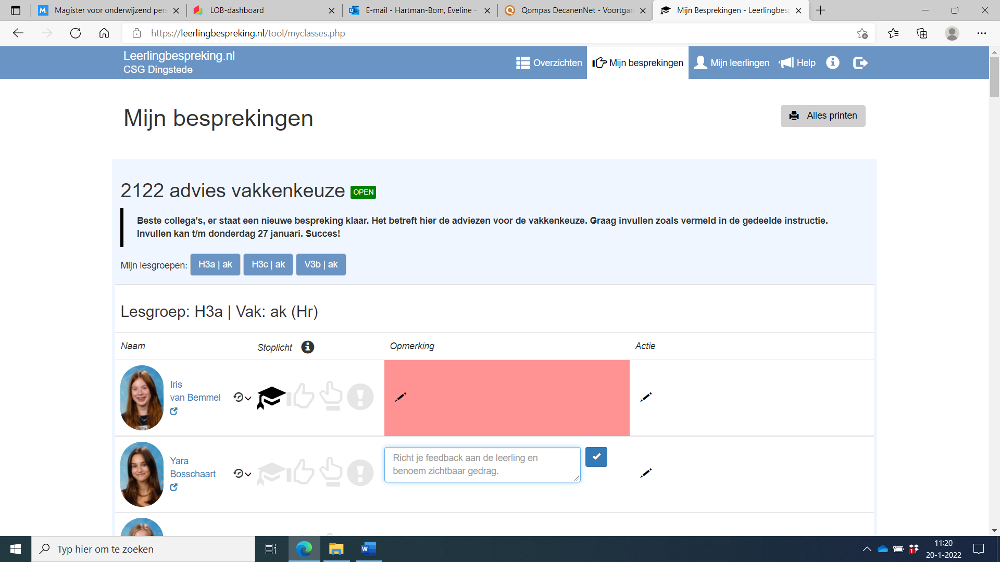 Magister voor onderwijzend pers
LOB-dashboard
E-mail - Hartman-Bom, Eveline -
Qompas DecanenNet - Voortgan
Mijn Besprekingen - Leerlingbesp
https://leerlingbespreking.nl/tool/myclasses.php
Leerlingbespreking.nl
CSG Dingstede
Overzichten
Mijn besprekingen
Mijn leerlingen
Help
Mijn besprekingen
Alles printen
2122 advies vakkenkeuze OPEN
Beste collega's, er staat een nieuwe bespreking klaar. Het betreft hier de adviezen voor de vakkenkeuze. Graag invullen zoals vermeld in de gedeelde instructie.
Invullen kan t/m donderdag 27 januari. Succes!
Mijn lesgroepen: H3a | ak H3c | ak V3b | ak
Lesgroep: H3a | Vak: ak (Hr)
Naam Stoplicht Opmerking Actie
Iris
van Bemmel
Yara
Bosschaart
Richt je feedback aan de leerling en
benoem zichtbaar gedrag.
Typ hier om te zoeken
11:20
20-1-2022